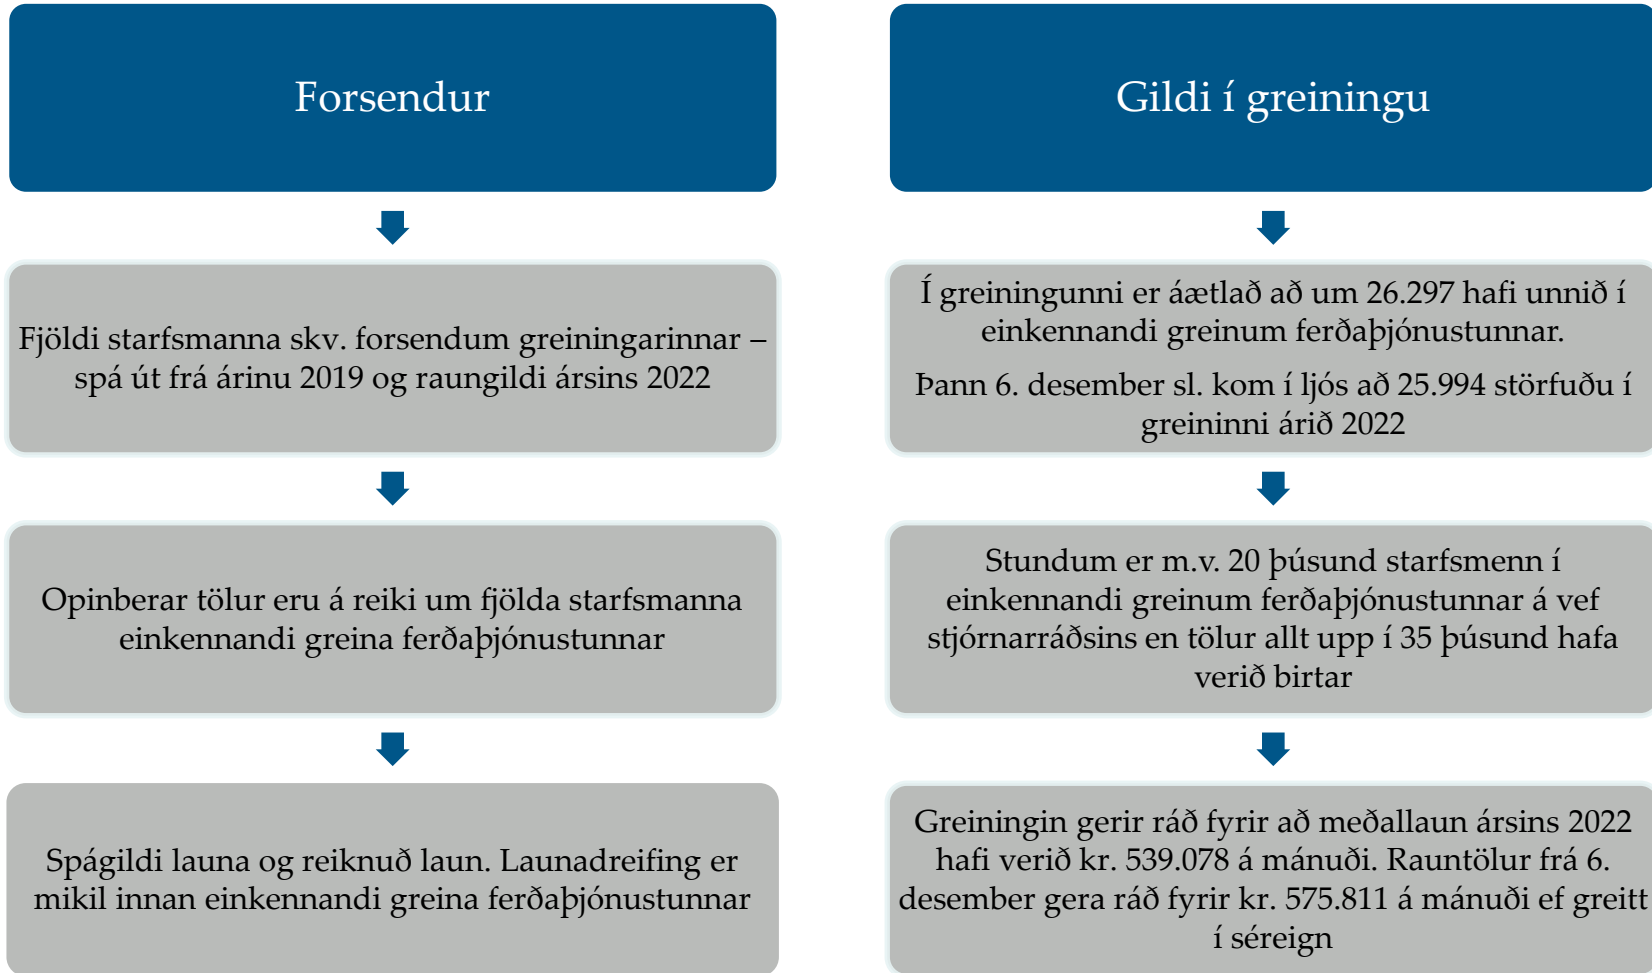 Forsendur
Fjöldi starfsmanna skv. forsendum greiningarinnar –
spá út frá árinu 2019 og raungildi ársins 2022
Opinberar tölur eru á reiki um fjölda starfsmanna
einkennandi greina ferðaþjónustunnar
Spágildi launa og reiknuð laun. Launadreifing er
mikil innan einkennandi greina ferðaþjónustunnar
Gildi í greiningu
Í greiningunni er áætlað að um 26.297 hafi unnið í
einkennandi greinum ferðaþjónustunnar.
Þann 6. desember sl. kom í ljós að 25.994 störfuðu í
greininni árið 2022
Stundum er m.v. 20 þúsund starfsmenn í
einkennandi greinum ferðaþjónustunnar á vef
stjórnarráðsins en tölur allt upp í 35 þúsund hafa
verið birtar
Greiningin gerir ráð fyrir að meðallaun ársins 2022
hafi verið kr. 539.078 á mánuði. Rauntölur frá 6.
desember gera ráð fyrir kr. 575.811 á mánuði ef greitt
í séreign